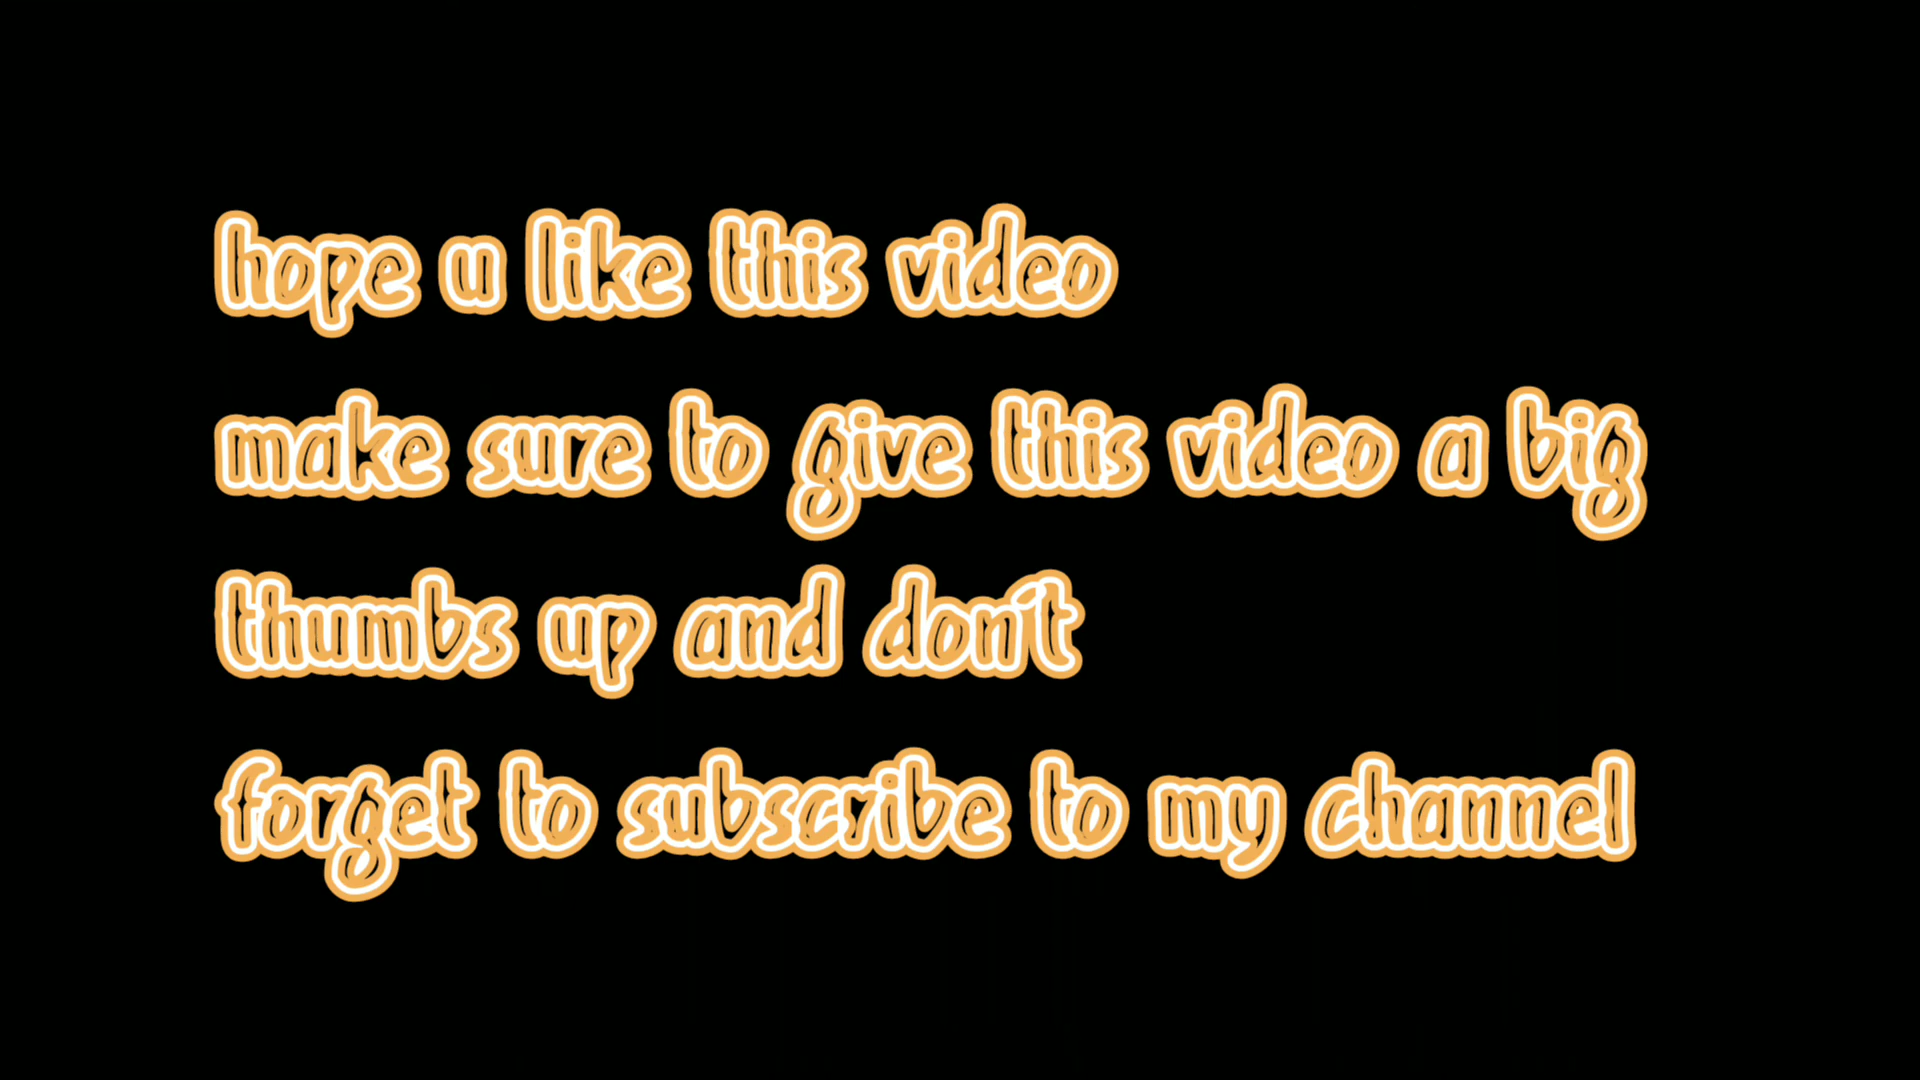 hope u like this video
make sure to give this video a big
thumbs up and don't
forget to subscribe to my channel